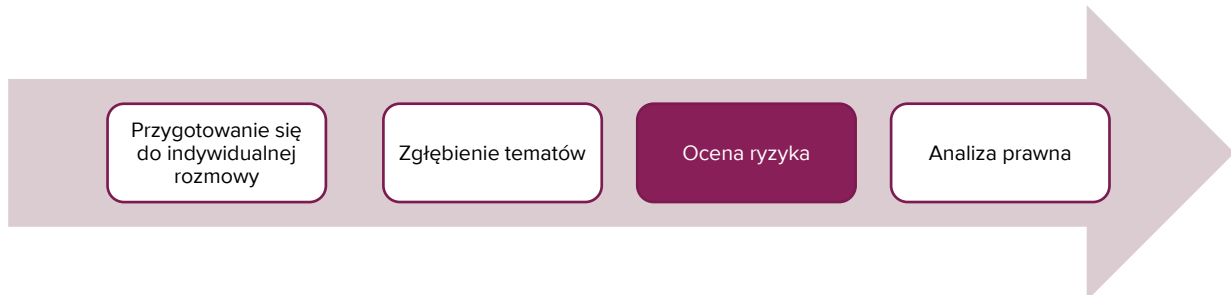 Przygotowanie się
do indywidualnej
rozmowy
Zgłębienie tematów
Ocena ryzyka
Analiza prawna